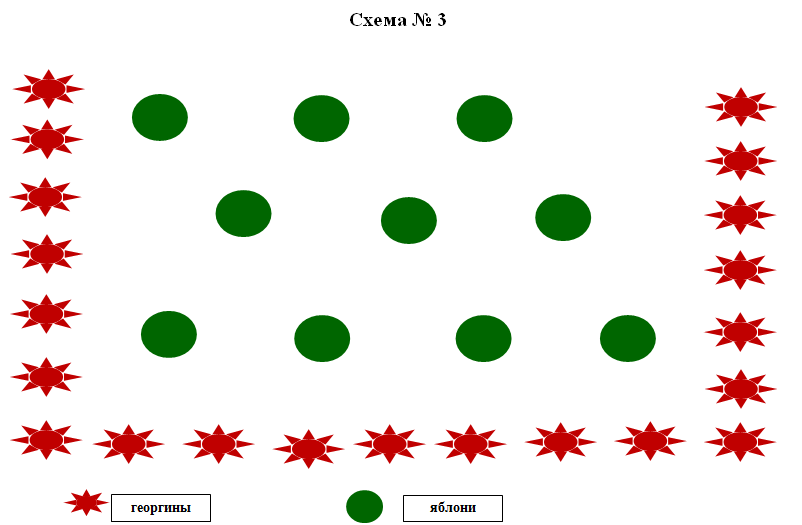 Схема № 3
георгины
яблони